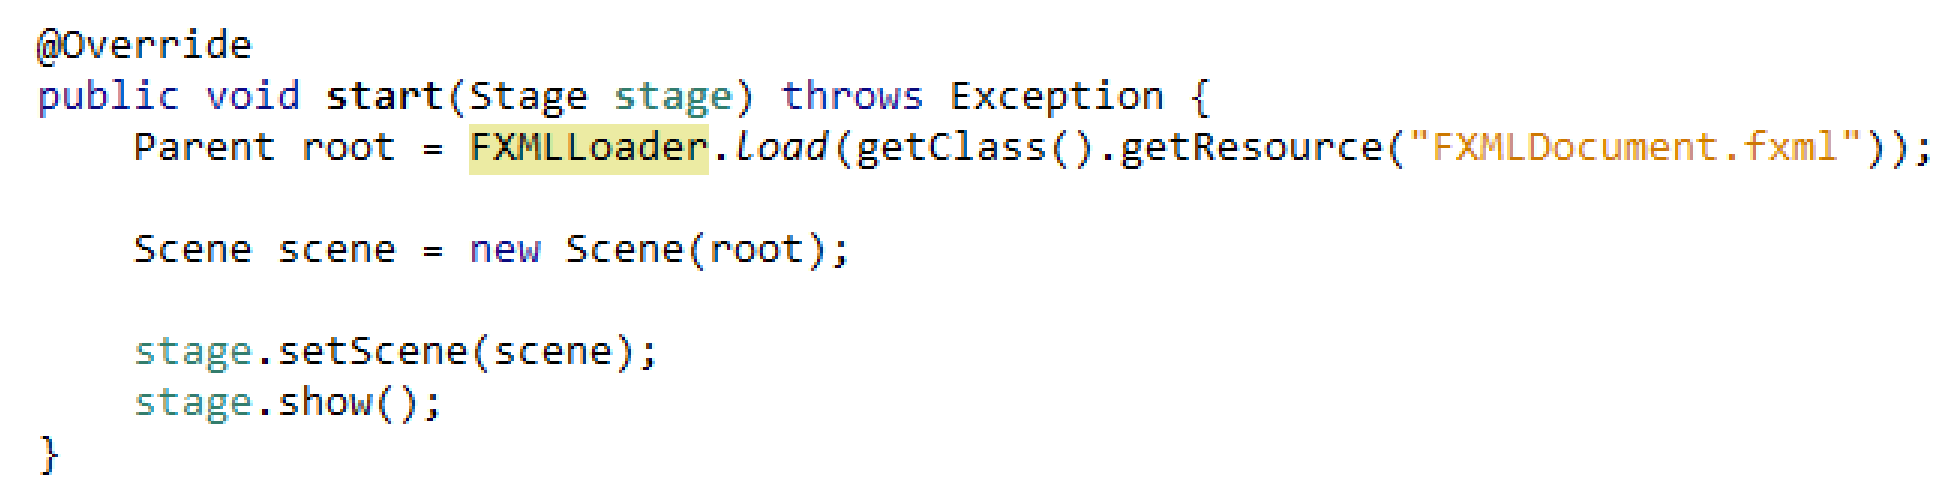 @Override
public void start(Stage stage) throws Exception {
    Parent root = FXMLLoader.load(getClass().getResource("FXMLDocument.fxml"));
    Scene scene = new Scene(root);
    stage.setScene(scene);
    stage.show();
}